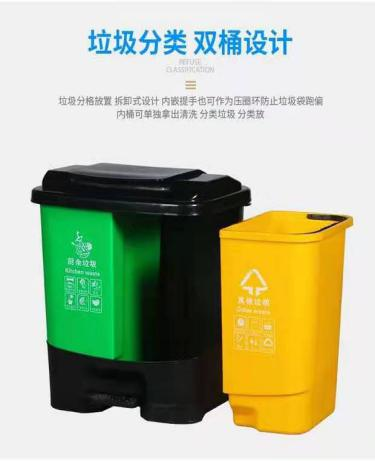 垃圾分类 双桶设计
REFUSE
CLASSIFICATION
垃圾分格放置 拆卸式设计 内嵌提手也可作为压圈环防止垃圾袋跑偏
内桶可单独拿出清洗 分类垃圾 分类放
厨余垃圾
Kitchen waste
其他垃圾
Other waste